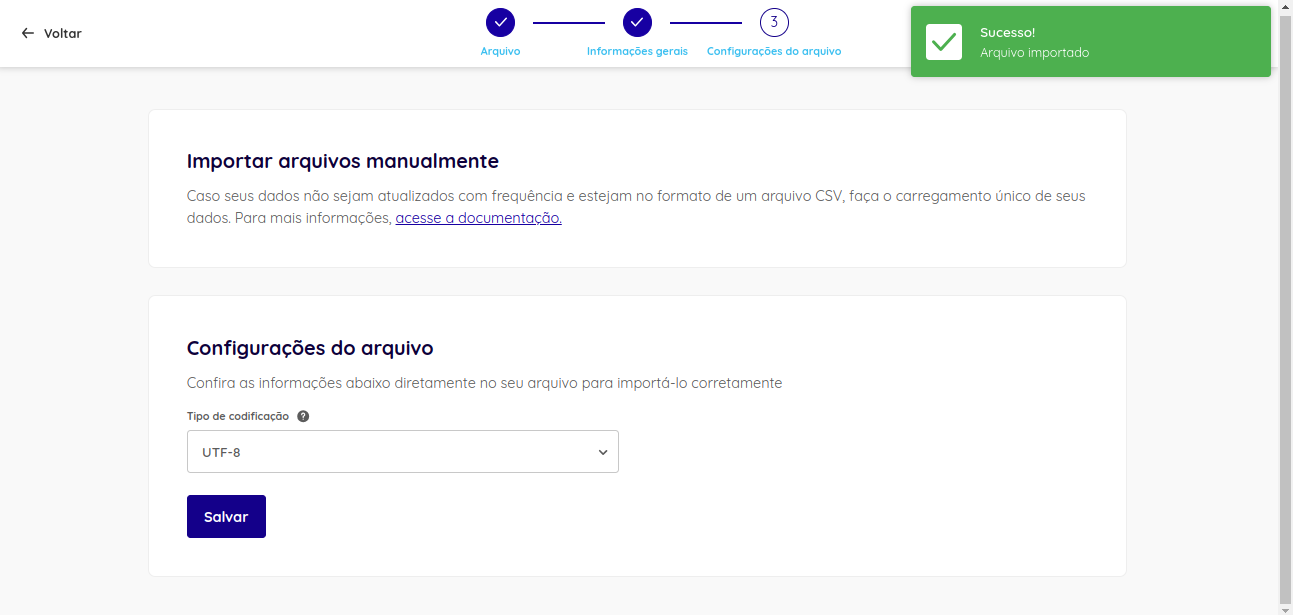 Voltar
Arquivo
Informações gerais
3
Configurações do arquivo
Sucesso!
Arquivo importado
Importar arquivos manualmente
Caso seus dados não sejam atualizados com frequência e estejam no formato de um arquivo CSV, faça o carregamento único de seus
dados. Para mais informações, acesse a documentação.
Configurações do arquivo
Confira as informações abaixo diretamente no seu arquivo para importá-lo corretamente
Tipo de codificação ?
UTF-8
Salvar